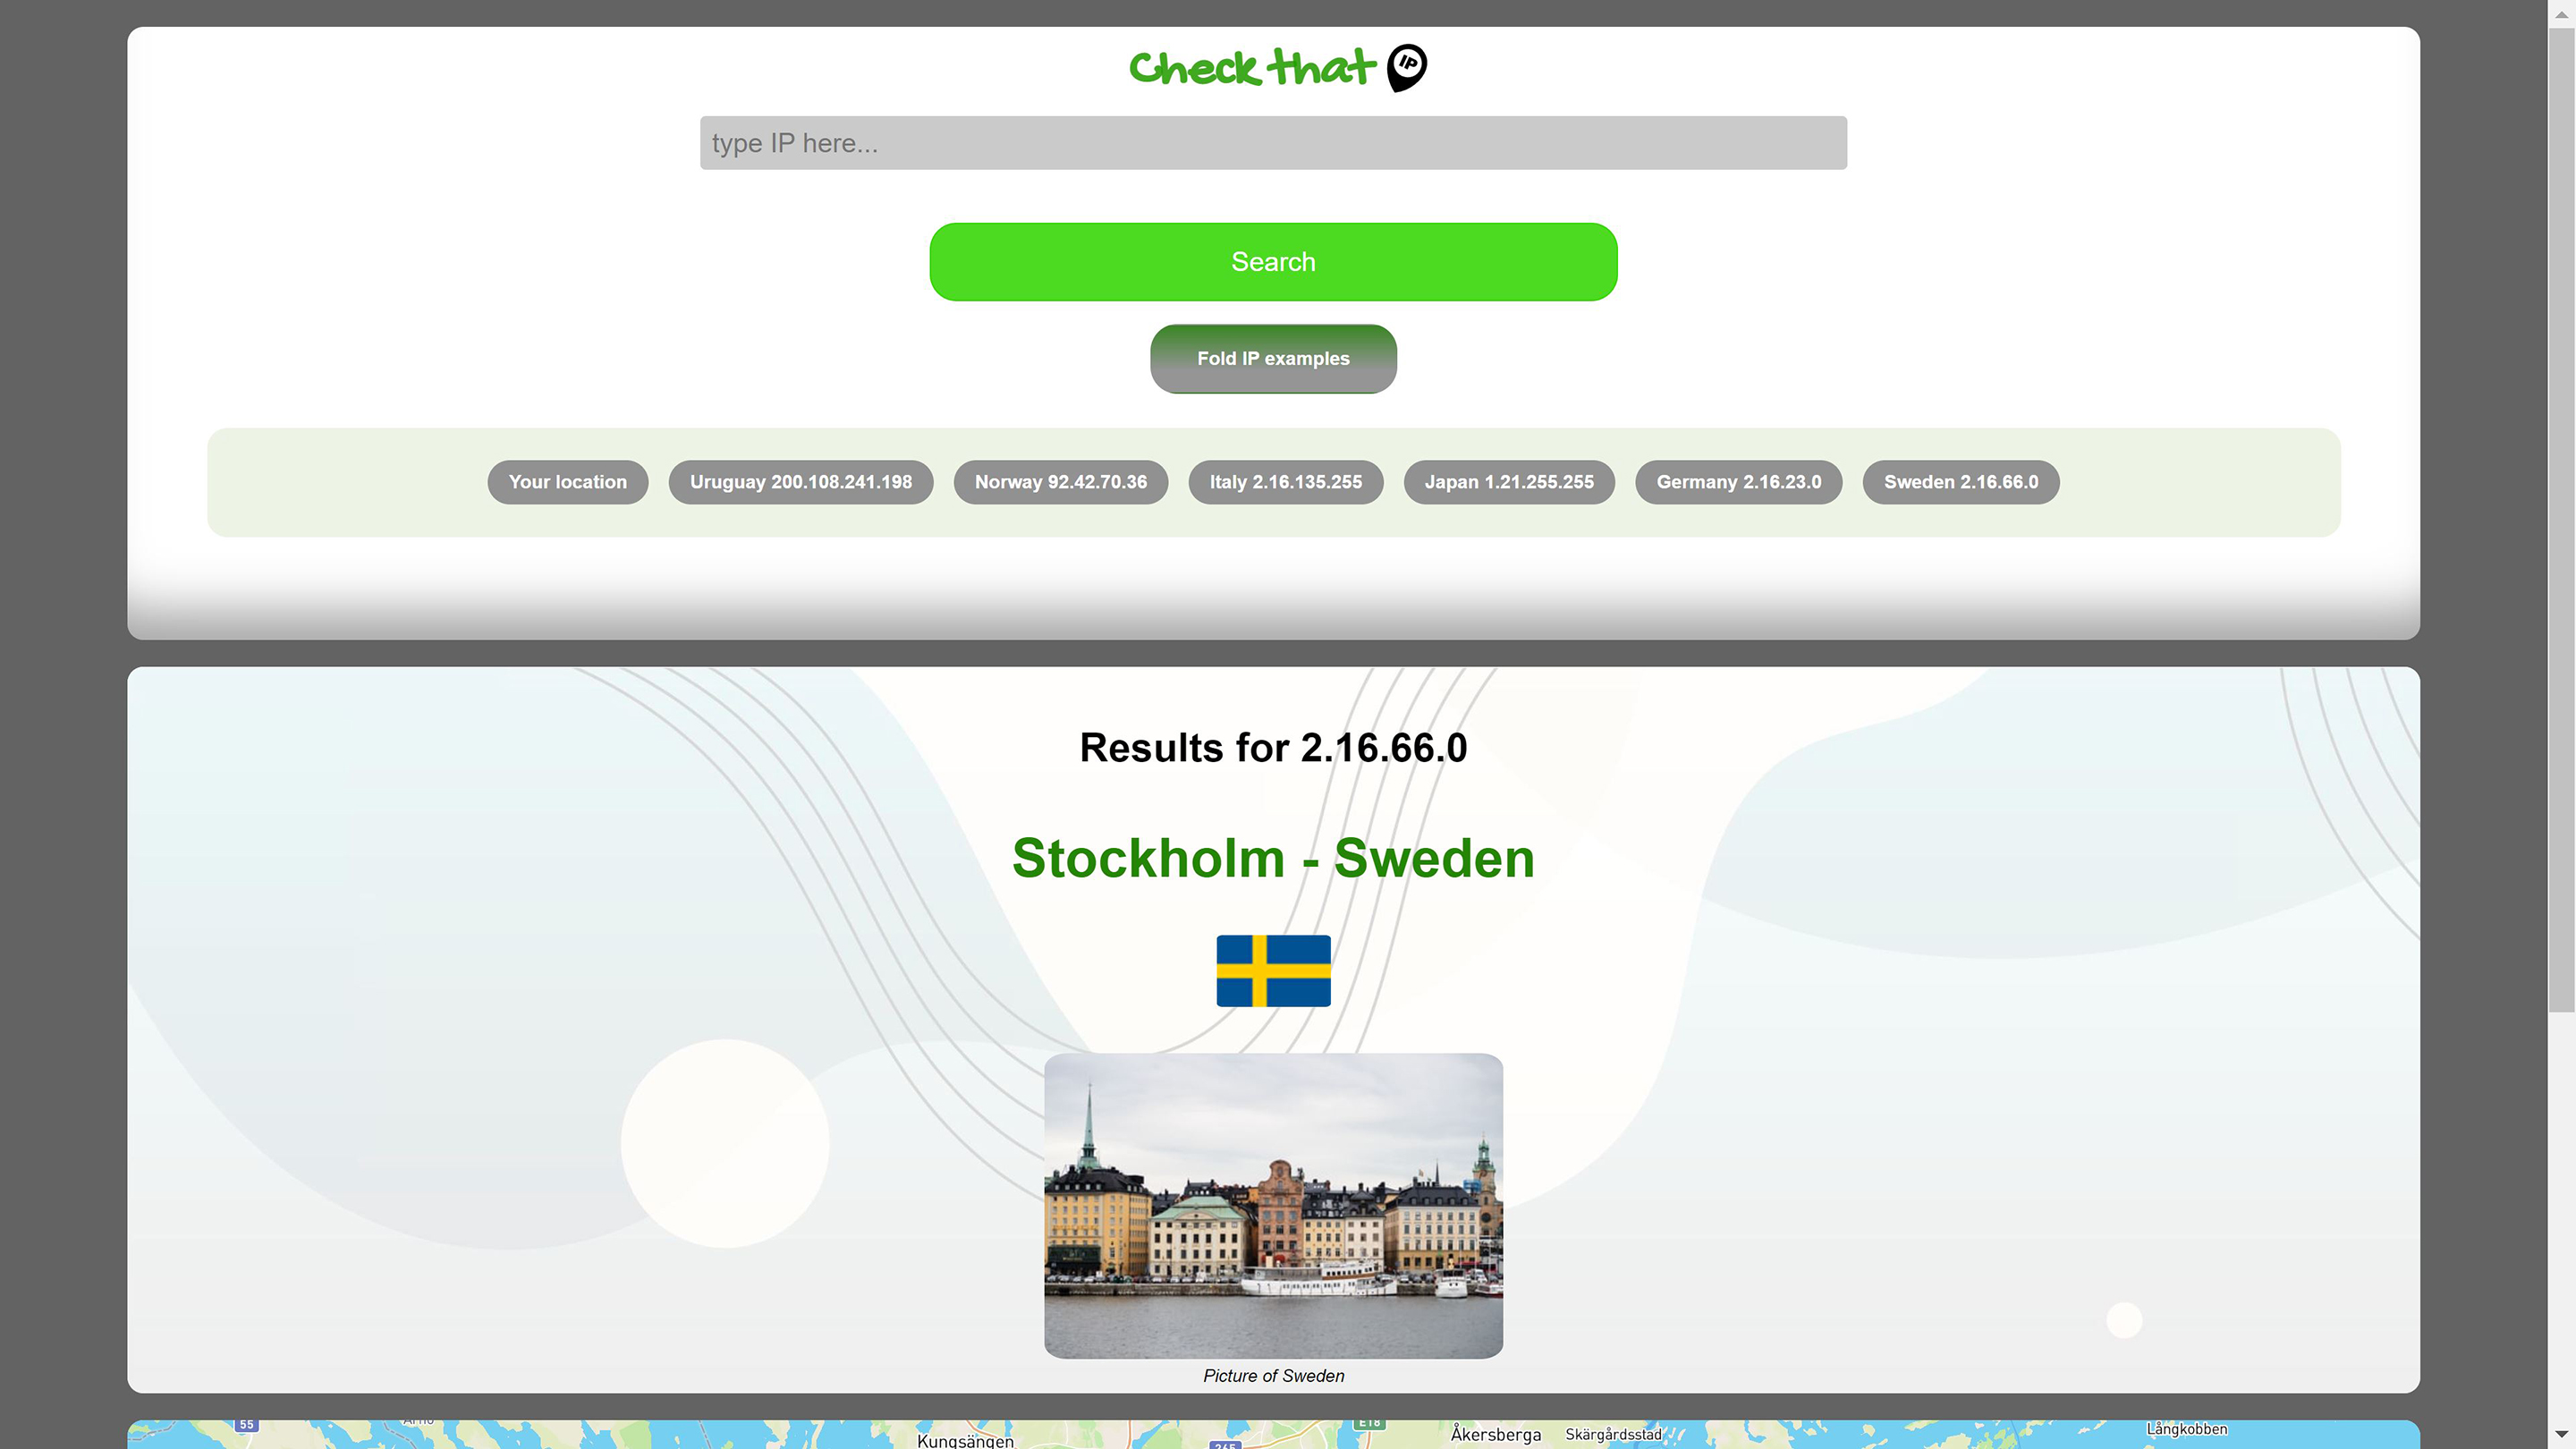 Check that IP
type IP here...
Search
Fold IP examples
Your location
Uruguay 200.108.241.198
Norway 92.42.70.36
Italy 2.16.135.255
Japan 1.21.255.255
Germany 2.16.23.0
Sweden 2.16.66.0
Results for 2.16.66.0
Stockholm - Sweden
Picture of Sweden
55
E18
Långkobben
Åkersberga
Skärgårdsstad
Kungsängen
265